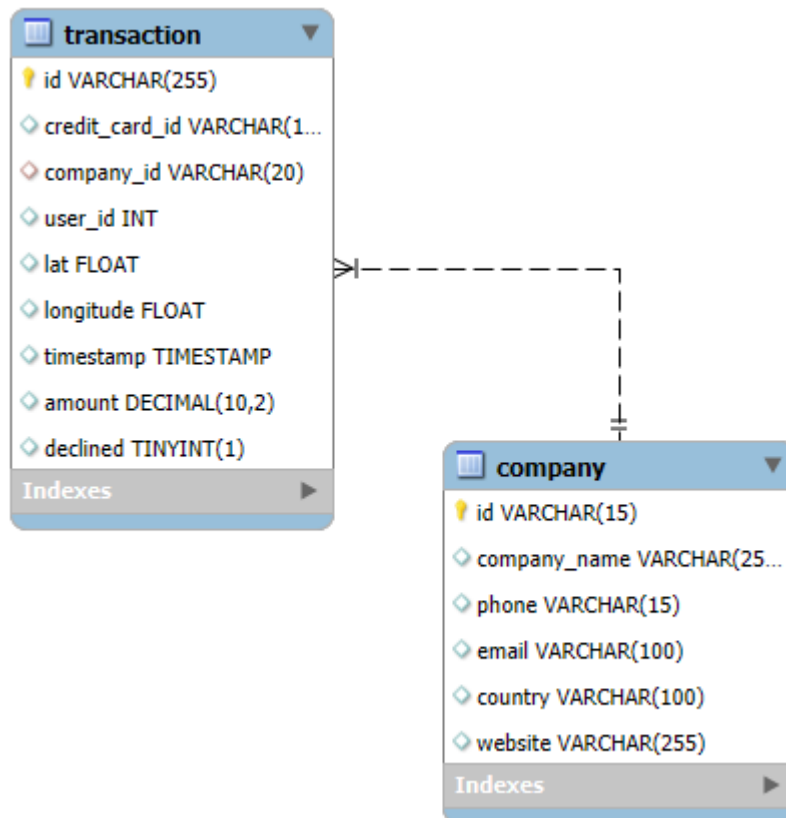 transaction
id VARCHAR(255)
credit_card_id VARCHAR(1...
company_id VARCHAR(20)
user_id INT
lat FLOAT
longitude FLOAT
timestamp TIMESTAMP
amount DECIMAL(10,2)
declined TINYINT(1)
Indexes
company
id VARCHAR(15)
company_name VARCHAR(25...
phone VARCHAR(15)
email VARCHAR(100)
country VARCHAR(100)
website VARCHAR(255)
Indexes